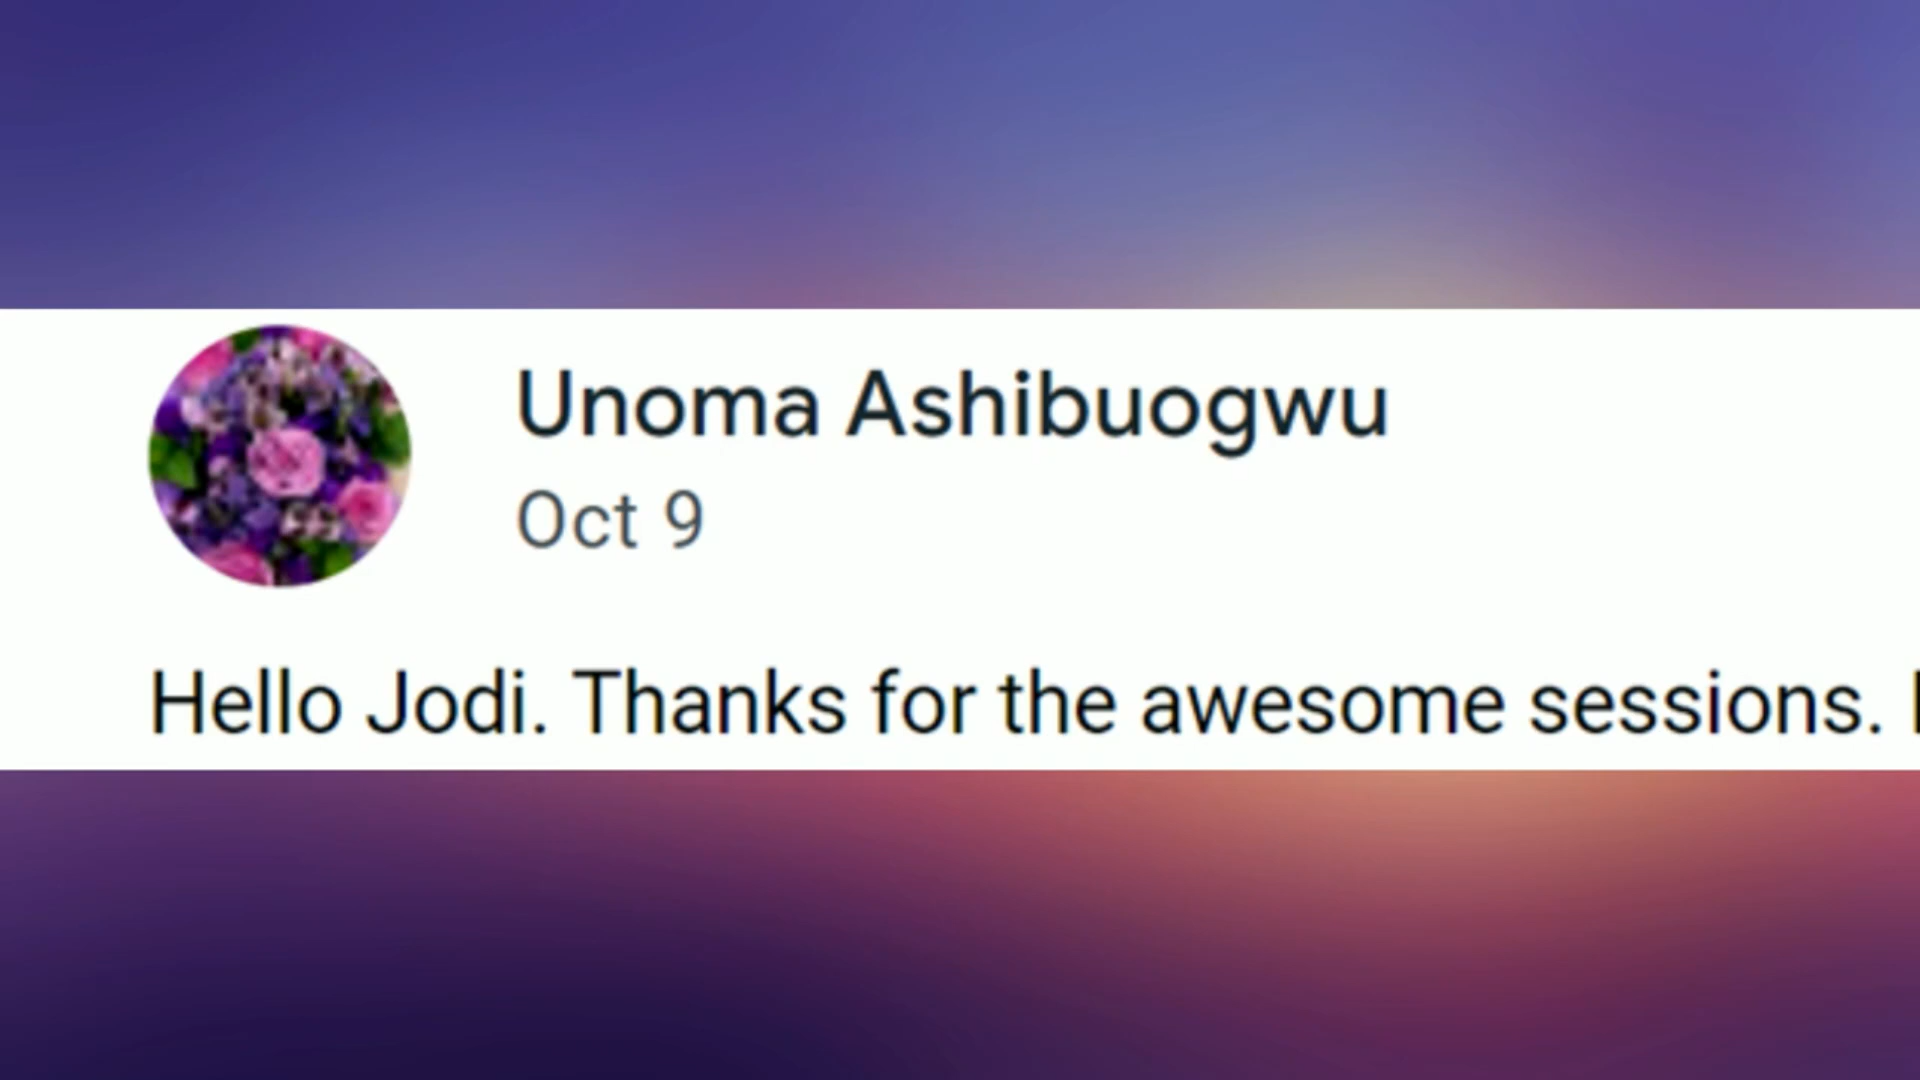 Unoma Ashibuogwu
Oct 9
Hello Jodi. Thanks for the awesome sessions.